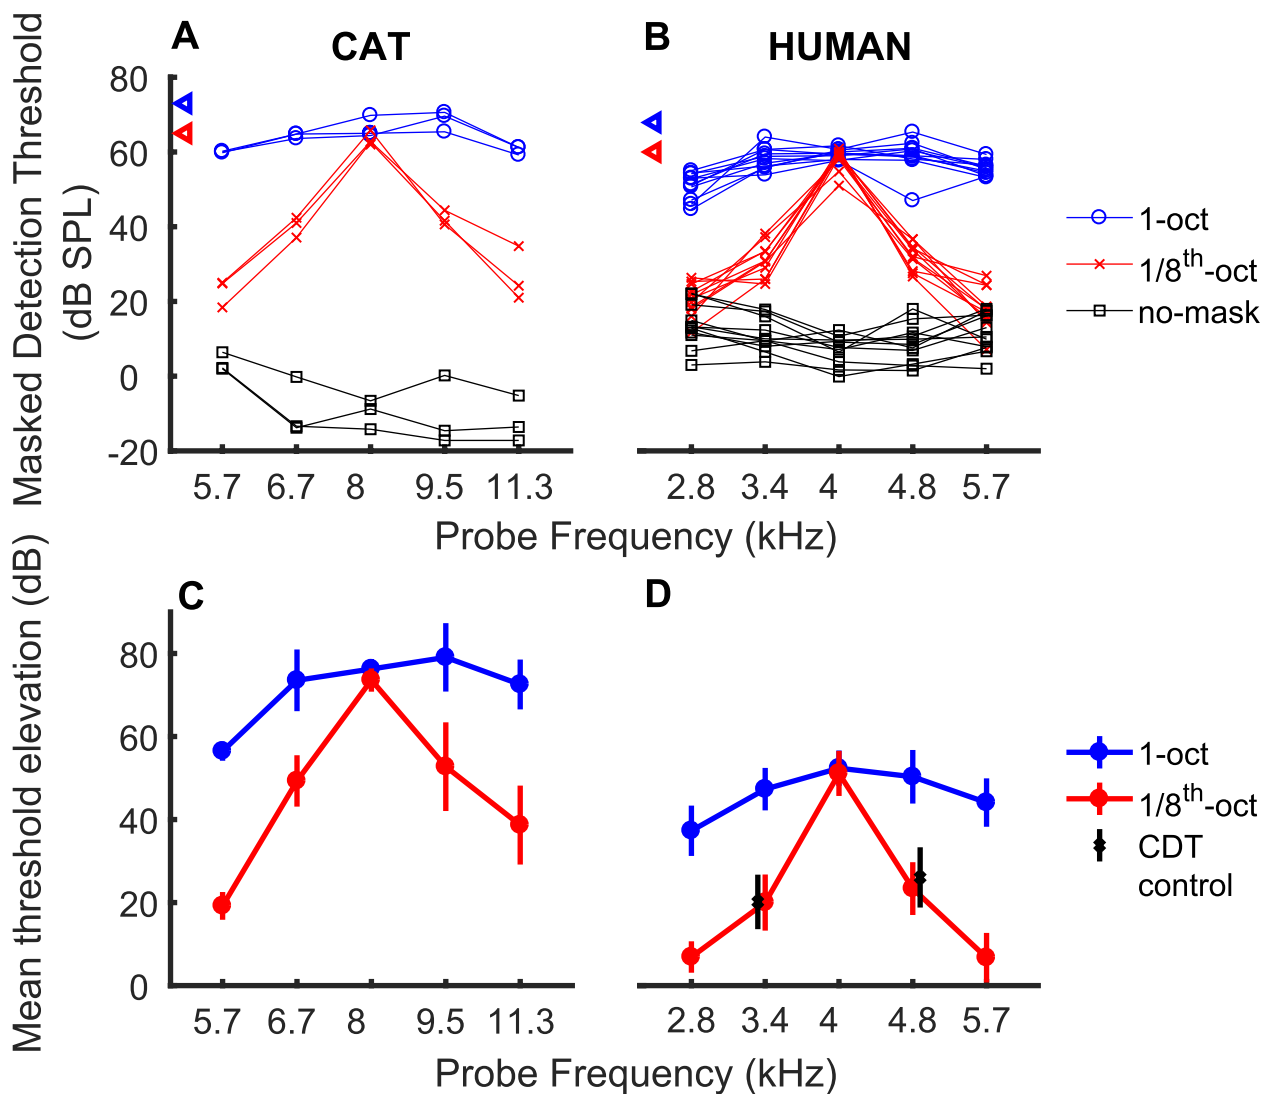 A
CAT
B
HUMAN
Masked Detection Threshold
(dB SPL)
80
60
40
20
0
-20
5.7 6.7 8 9.5 11.3
2.8 3.4 4 4.8 5.7
Probe Frequency (kHz)
1-oct
1/8th-oct
no-mask
C
D
Mean threshold elevation (dB)
80
60
40
20
0
5.7 6.7 8 9.5 11.3
2.8 3.4 4 4.8 5.7
Probe Frequency (kHz)
1-oct
1/8th-oct
CDT
control